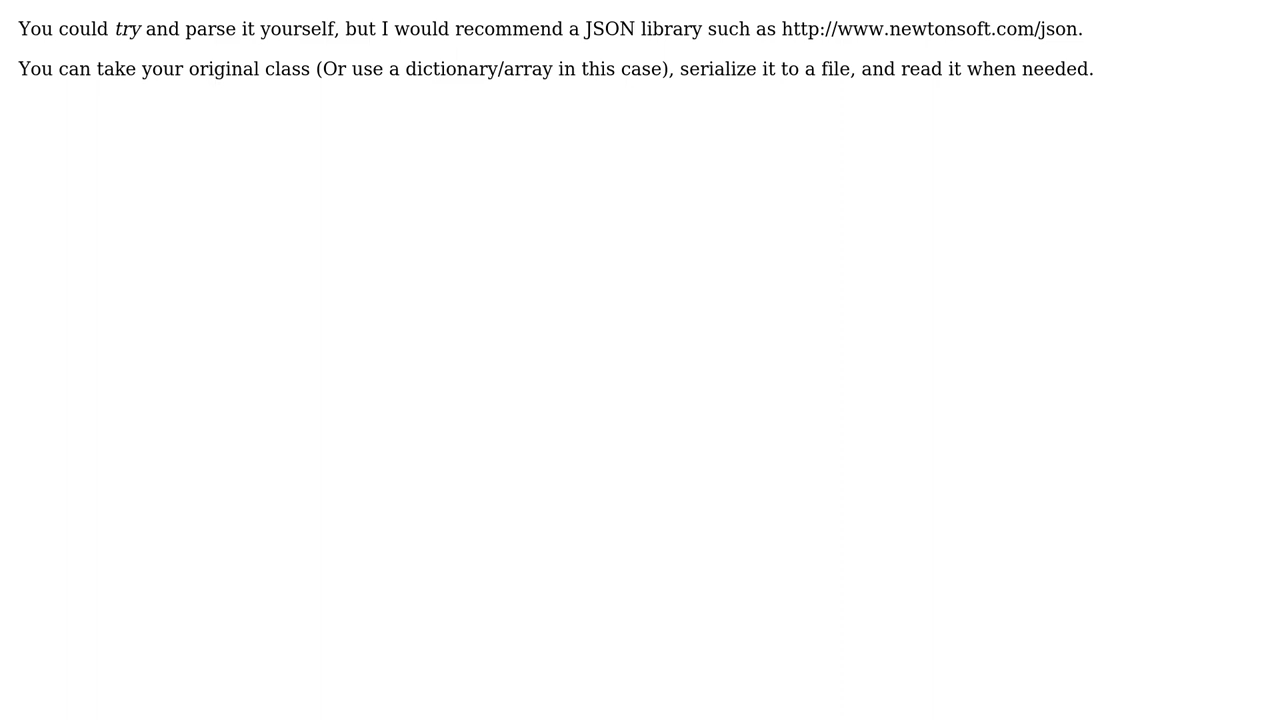 You could try and parse it yourself, but I would recommend a JSON library such as http://www.newtonsoft.com/json.
You can take your original class (Or use a dictionary/array in this case), serialize it to a file, and read it when needed.